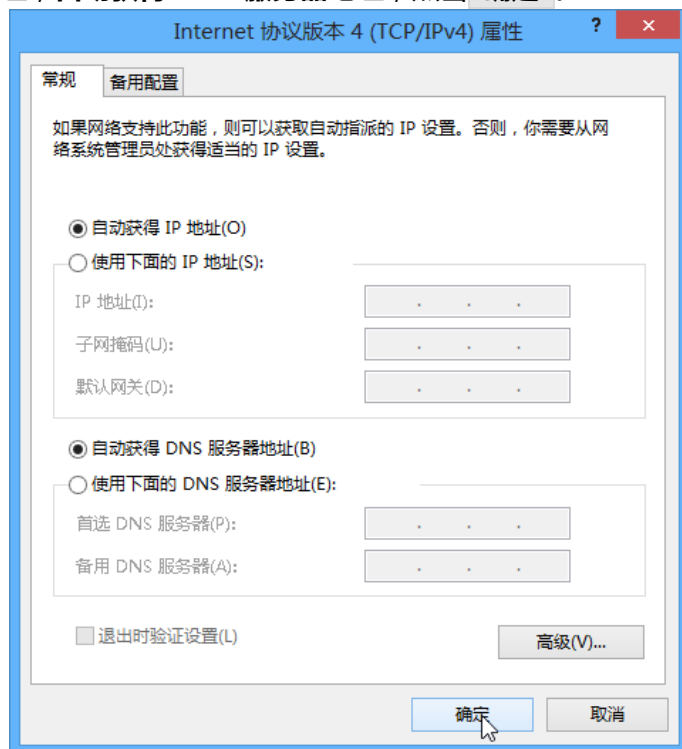 Internet 协议版本 4 (TCP/IPv4) 属性
?
常规
备用配置
如果网络支持此功能，则可以获取自动指派的 IP 设置。否则，你需要从网
络系统管理员处获得适当的 IP 设置。
自动获得 IP 地址(O)
使用下面的 IP 地址(S):
IP 地址(I):
子网掩码(U):
默认网关(D):
自动获得 DNS 服务器地址(B)
使用下面的 DNS 服务器地址(E):
首选 DNS 服务器(P):
备用 DNS 服务器(A):
退出时验证设置(L)
高级(V)...
确定
取消